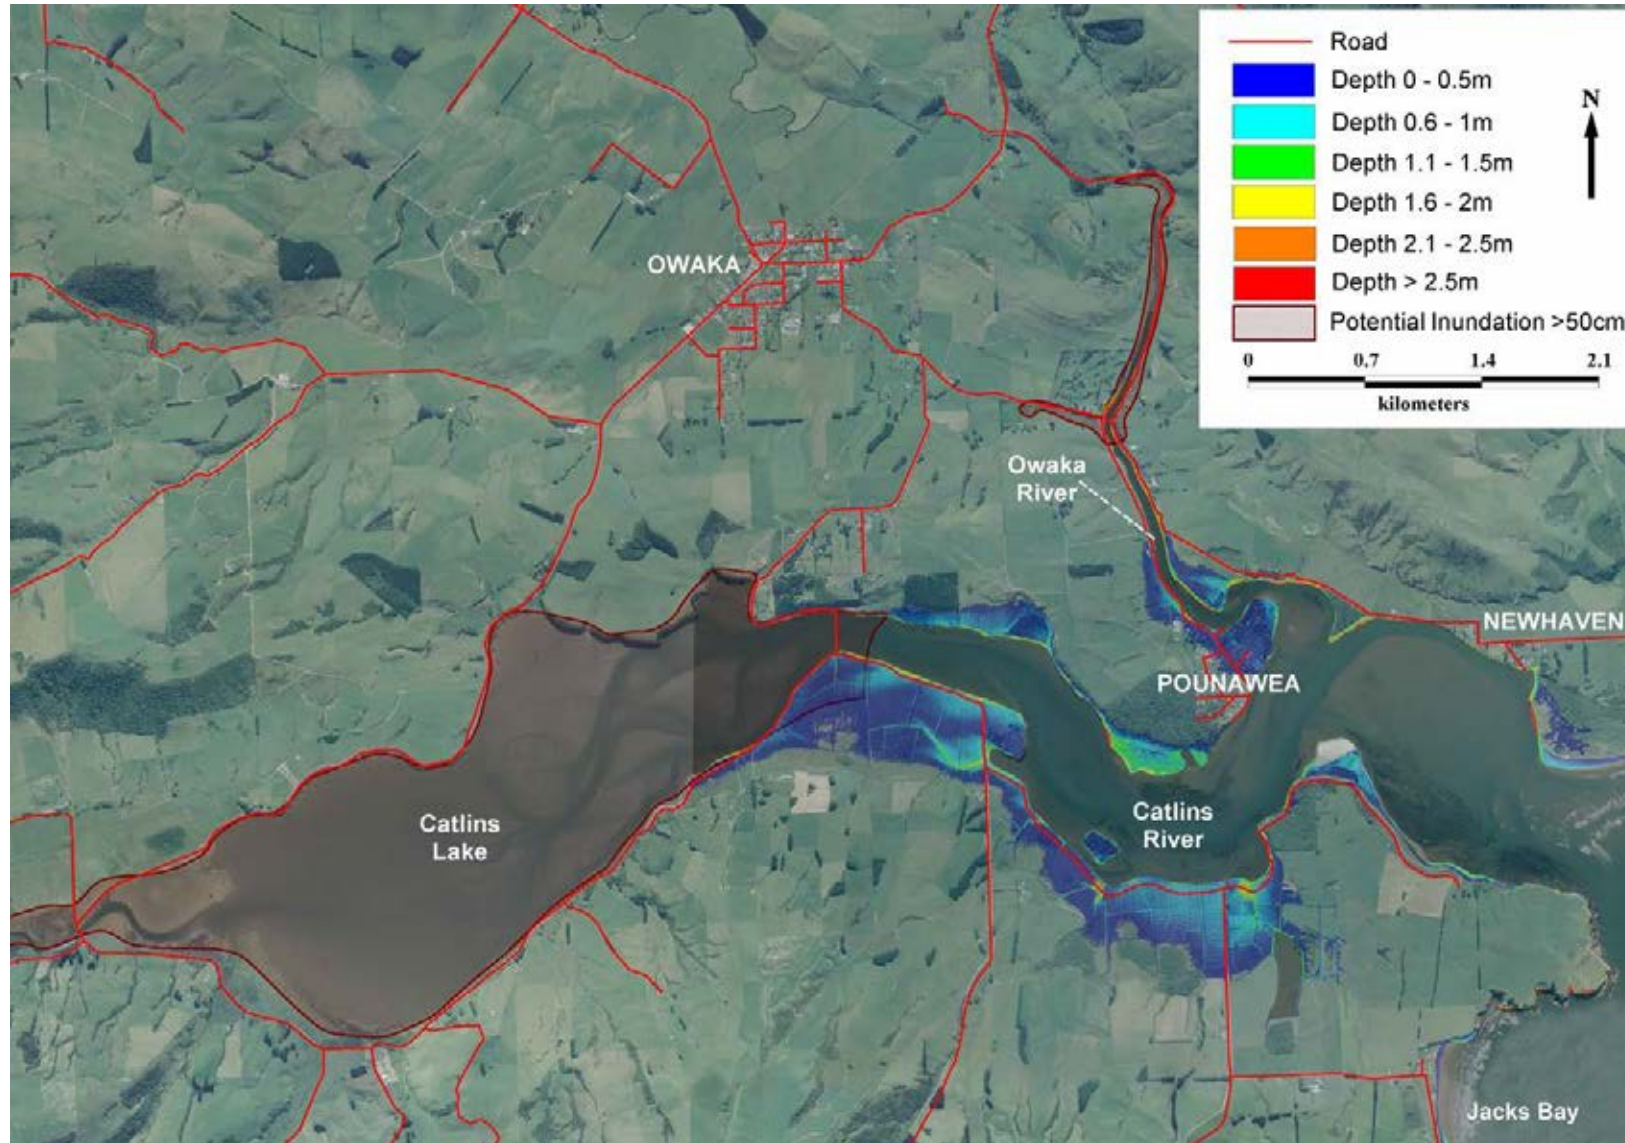 Road
Depth 0 - 0.5m
Depth 0.6 - 1m
Depth 1.1 - 1.5m
Depth 1.6 - 2m
Depth 2.1 - 2.5m
Depth > 2.5m
Potential Inundation >50cm
N
0 0.7 1.4 2.1
kilometers
OWAKA
Owaka
River
NEWHAVEN
POUNAWEA
Catlins
Lake
Catlins
River
Jacks Bay